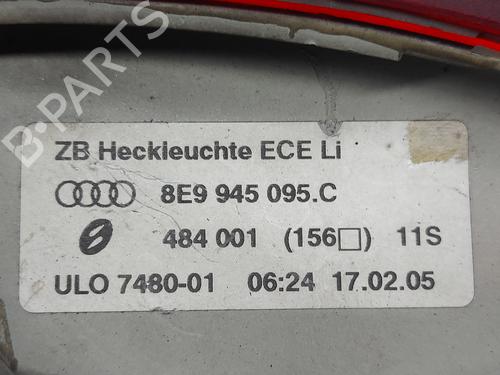 B-PARTS
ZB Heckleuchte ECE Li
8E9 945 095.C
484 001 (156□) 11S
ULO 7480-01 06:24 17.02.05